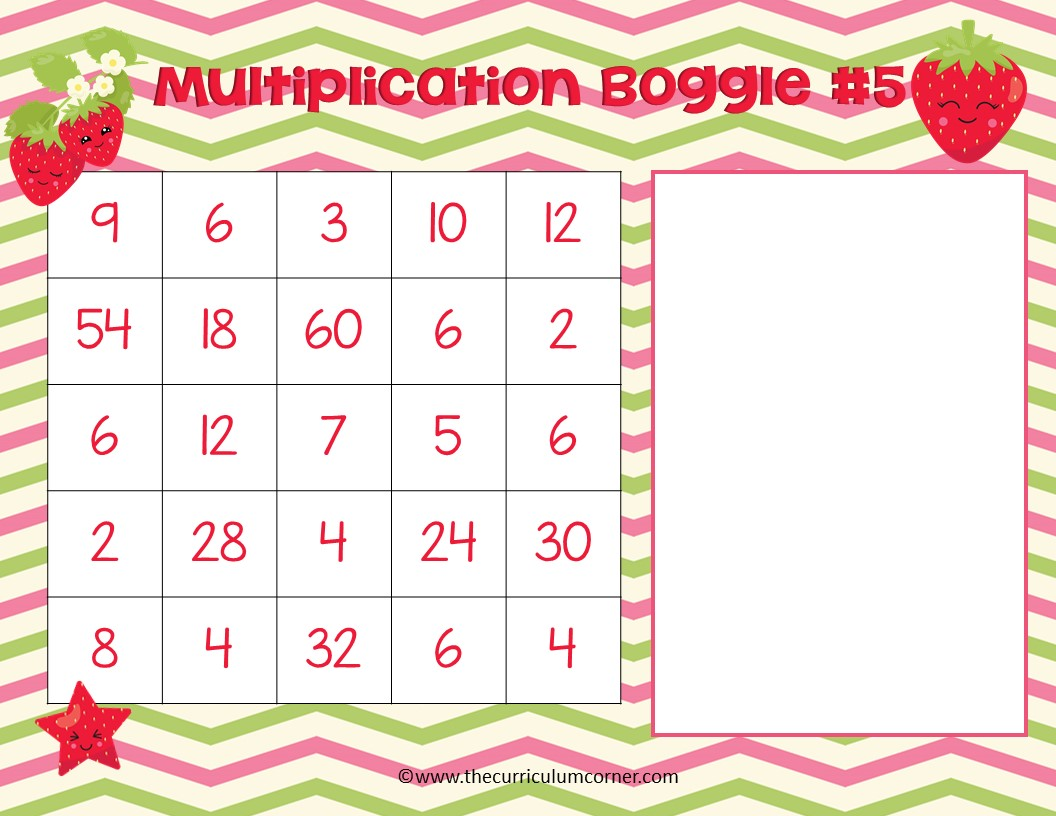 Multiplication Boggle #5
9 6 3 10 12
54 18 60 6 2
6 12 7 5 6
2 28 4 24 30
8 4 32 6 4
©www.thecurriculumcorner.com